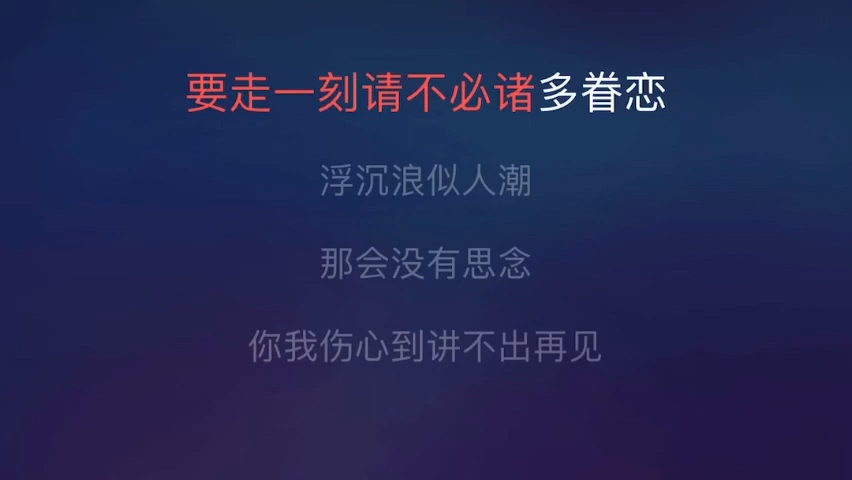 要走一刻请不必诸多眷恋
浮沉浪似人潮
那会没有思念
你我伤心到讲不出再见